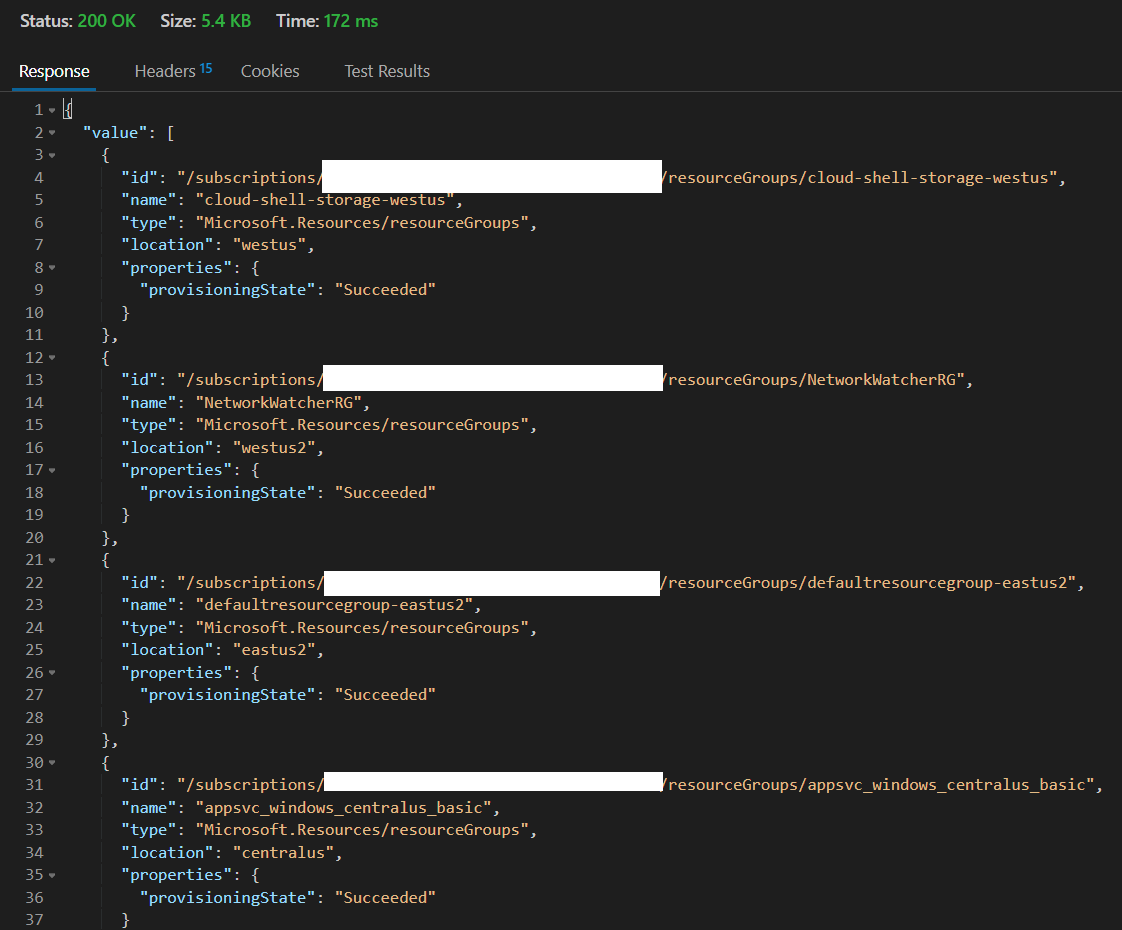 Status: 200 OK Size: 5.4 KB Time: 172 ms
Response Headers 15 Cookies Test Results
1 {
2 "value": [
3 {
4 "id": "/subscriptions/ /resourceGroups/cloud-shell-storage-westus",
5 "name": "cloud-shell-storage-westus",
6 "type": "Microsoft.Resources/resourceGroups",
7 "location": "westus",
8 "properties": {
9 "provisioningState": "Succeeded"
10 }
11 },
12 {
13 "id": "/subscriptions/ /resourceGroups/NetworkWatcherRG",
14 "name": "NetworkWatcherRG",
15 "type": "Microsoft.Resources/resourceGroups",
16 "location": "westus2",
17 "properties": {
18 "provisioningState": "Succeeded"
19 }
20 },
21 {
22 "id": "/subscriptions/ /resourceGroups/defaultresourcegroup-eastus2",
23 "name": "defaultresourcegroup-eastus2",
24 "type": "Microsoft.Resources/resourceGroups",
25 "location": "eastus2",
26 "properties": {
27 "provisioningState": "Succeeded"
28 }
29 },
30 {
31 "id": "/subscriptions/ /resourceGroups/appsvc_windows_centralus_basic",
32 "name": "appsvc_windows_centralus_basic",
33 "type": "Microsoft.Resources/resourceGroups",
34 "location": "centralus",
35 "properties": {
36 "provisioningState": "Succeeded"
37 }